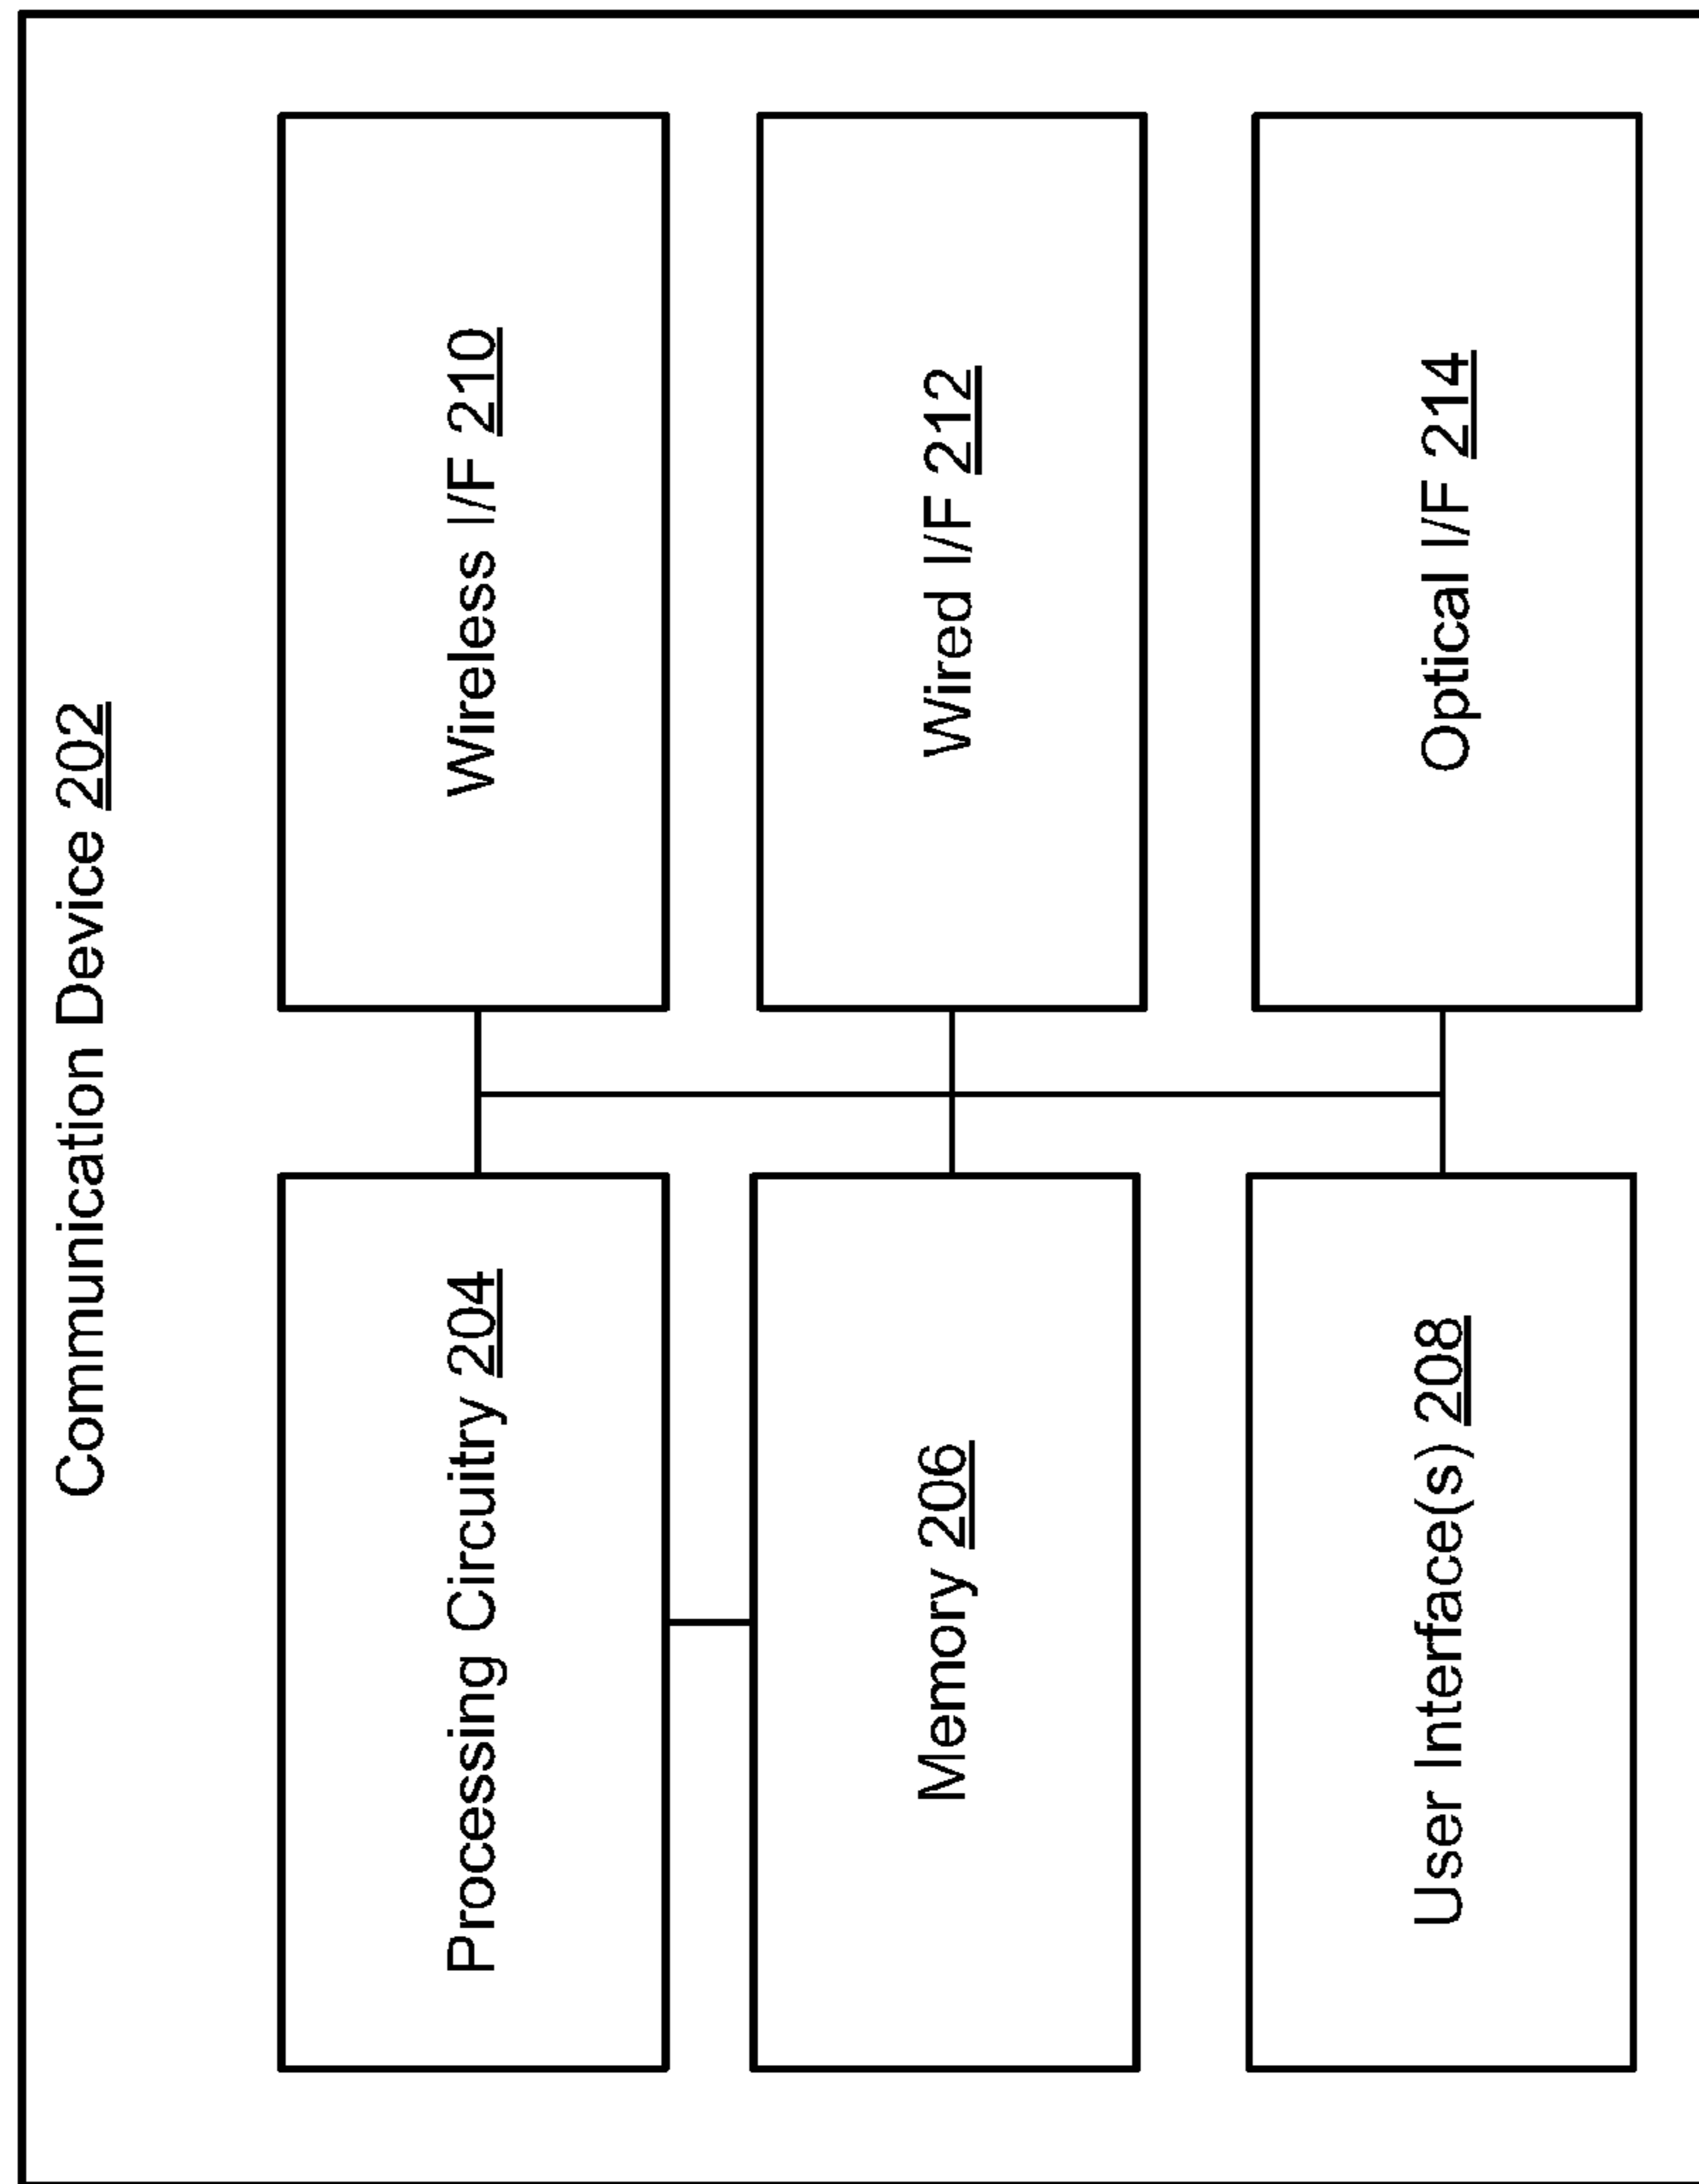 Communication Device 202
Processing Circuitry 204
Wireless I/F 210
Memory 206
Wired I/F 212
User Interface(s) 208
Optical I/F 214